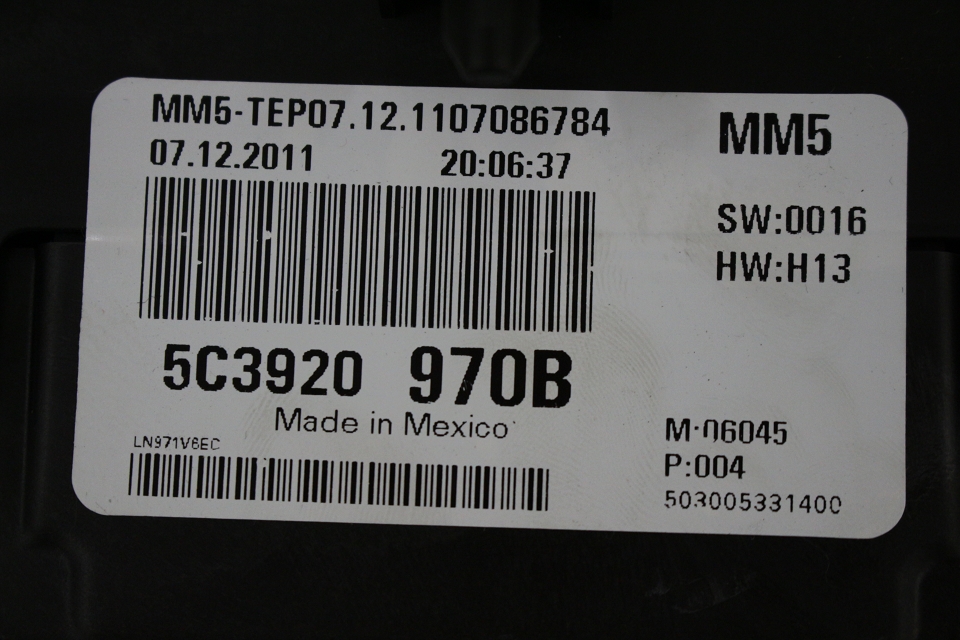 MM5-TEP07.12.1107086784
MM5
07.12.2011 20:06:37
SW:0016
HW:H13
5C3920 970B
Made in Mexico
M:06045
LN971V6EC
P:004
503005331400